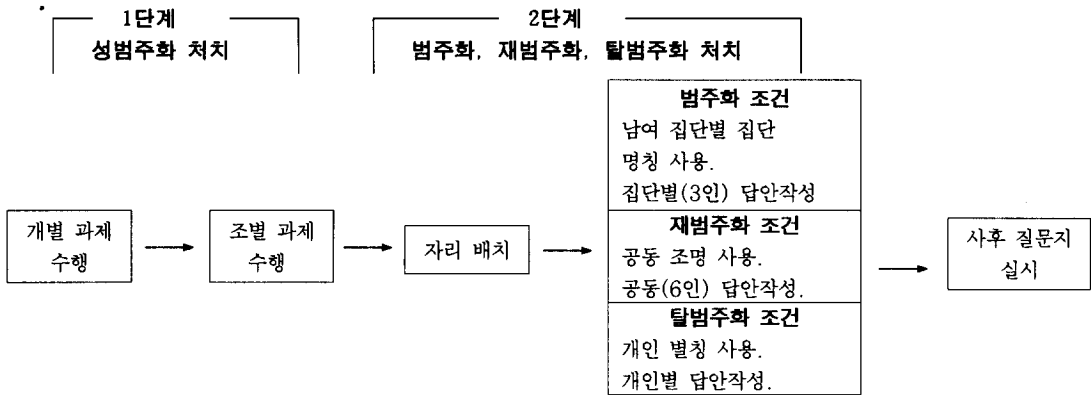 1단계
성범주화 처치
2단계
범주화, 재범주화, 탈범주화 처치
개별 과제
수행
조별 과제
수행
자리 배치
범주화 조건
남여 집단별 집단
명칭 사용.
집단별(3인) 답안작성
재범주화 조건
공동 조명 사용.
공동(6인) 답안작성.
탈범주화 조건
개인 별칭 사용.
개인별 답안작성.
사후 질문지
실시